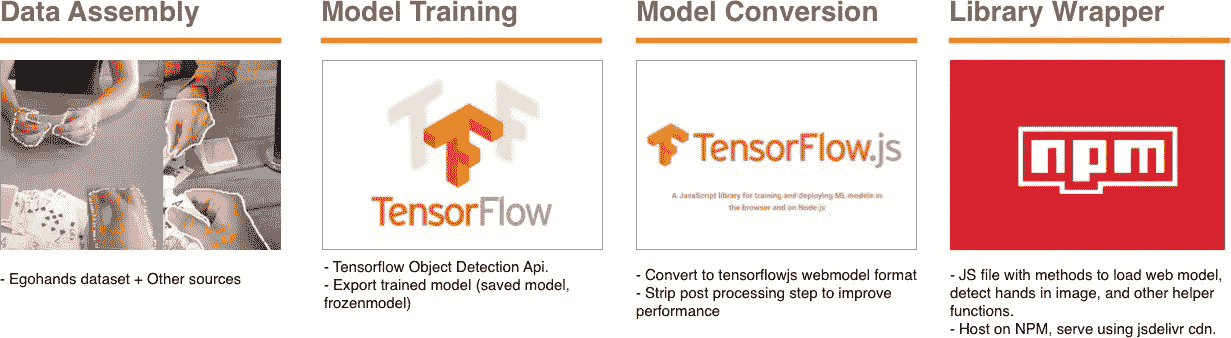 Data Assembly
- Egohands dataset + Other sources
Model Training
TensorFlow
- Tensorflow Object Detection Api.
- Export trained model (saved model,
frozenmodel)
Model Conversion
TensorFlow.js
A JavaScript library for training and deploying ML models in
the browser and on Node.js
- Convert to tensorflowjs webmodel format
- Strip post processing step to improve
performance
Library Wrapper
npm
- JS file with methods to load web model,
detect hands in image, and other helper
functions.
- Host on NPM, serve using jsdelivr cdn.